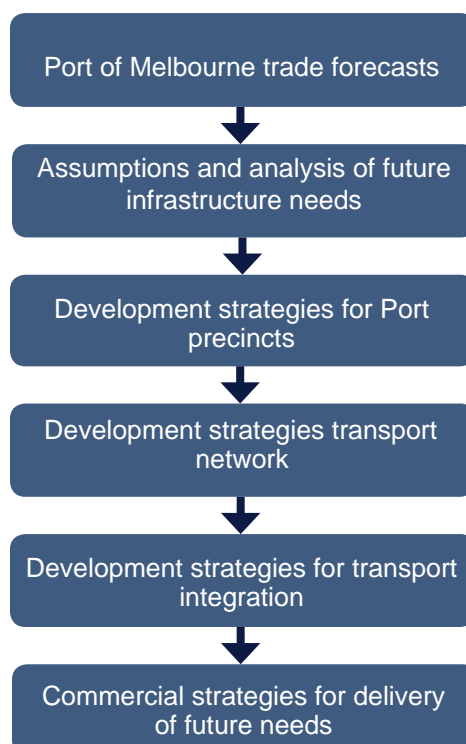 Port of Melbourne trade forecasts
Assumptions and analysis of future
infrastructure needs
Development strategies for Port
precincts
Development strategies transport
network
Development strategies for transport
integration
Commercial strategies for delivery
of future needs